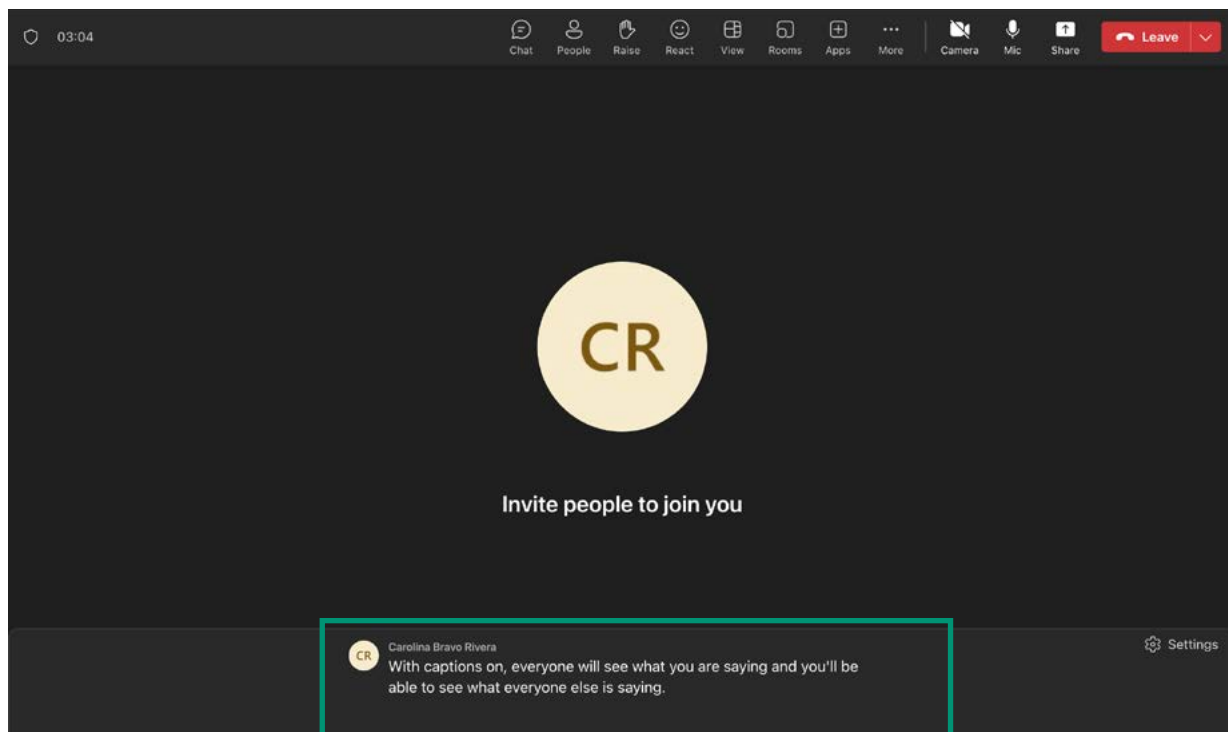 03:04
Chat People Raise React View Rooms Apps More Camera Mic Share Leave
CR
Invite people to join you
CR
Carolina Bravo Rivera
With captions on, everyone will see what you are saying and you'll be
able to see what everyone else is saying.
Settings